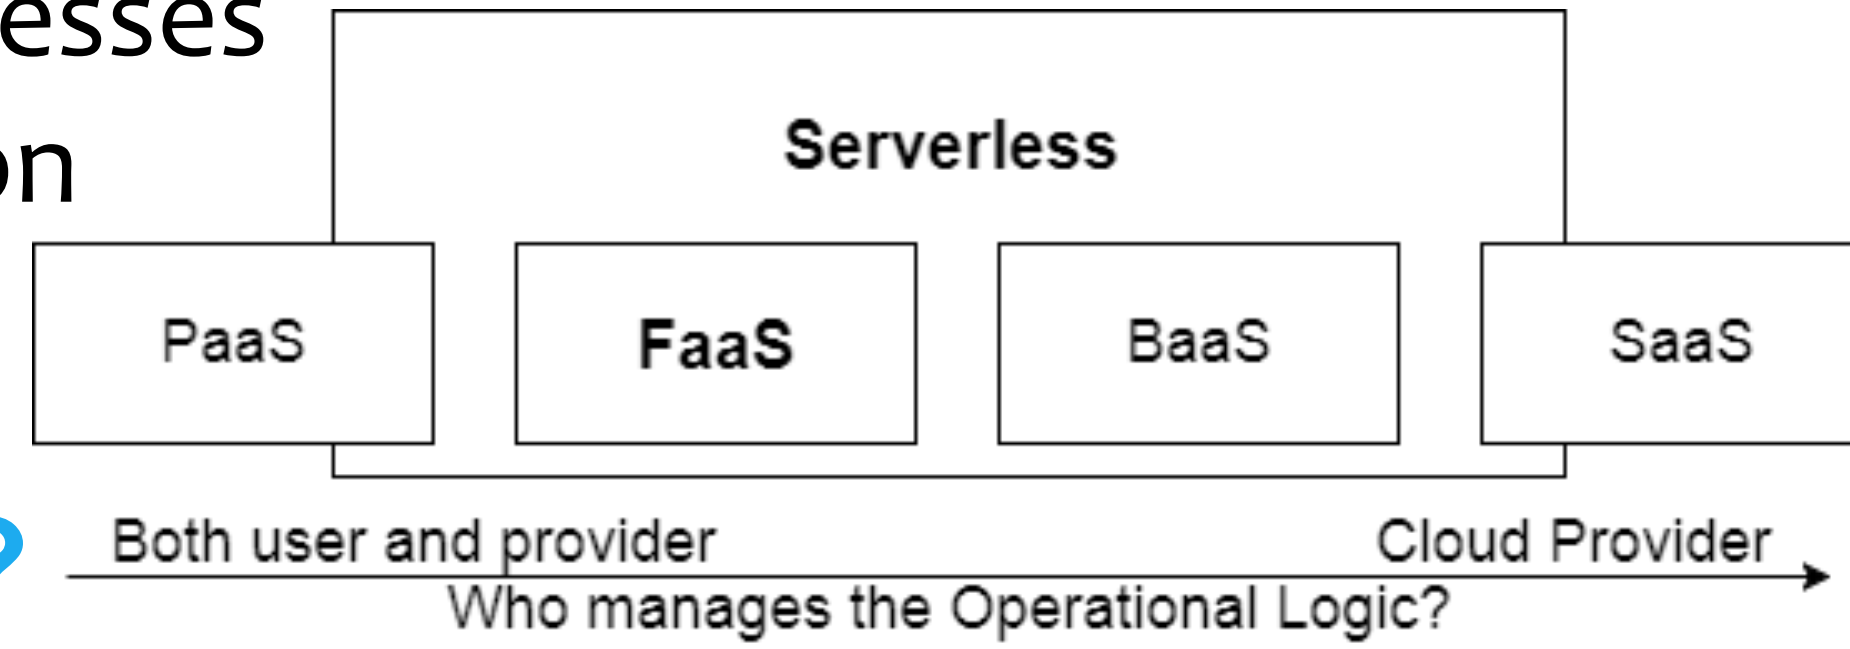 esses
on
Serverless
PaaS
FaaS
BaaS
SaaS
Both user and provider
Cloud Provider
Who manages the Operational Logic?